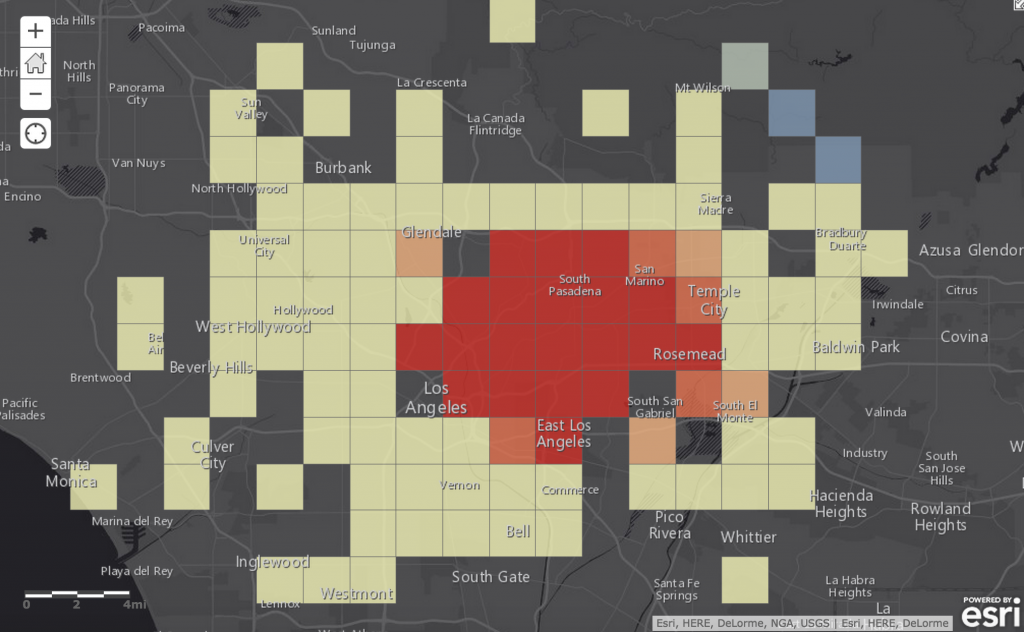 ada Hills
Pacoima
Sunland
Tujunga
North
Hills
Panorama
City
Sun
Valley
La Crescenta
La Canada
Flintridge
Mt Wilson
Van Nuys
Burbank
Encino
North Hollywood
Sierra
Madre
Universal
City
Glendale
Bradbury
Duarte
Azusa
Glendor
South
Pasadena
San
Marino
Temple
City
Irwindale
Citrus
Hollywood
West Hollywood
Bel
Air
Beverly Hills
Rosemead
Baldwin Park
Covina
Brentwood
Pacific
Palisades
Los
Angeles
South San
Gabriel
South El
Monte
Valinda
East Los
Angeles
Culver
City
Industry
South
San Jose
Hills
Santa
Monica
Vernon
Commerce
Hacienda
Heights
Rowland
Heights
Marina del Rey
Bell
Pico
Rivera
Whittier
Inglewood
Playa del Rey
South Gate
Westmont
Lennox
Santa Fe
Springs
La Habra
Heights
La
0 2 4mi
Esri, HERE, DeLorme, NGA, USGS | Esri, HERE, DeLorme
POWERED BY
esri